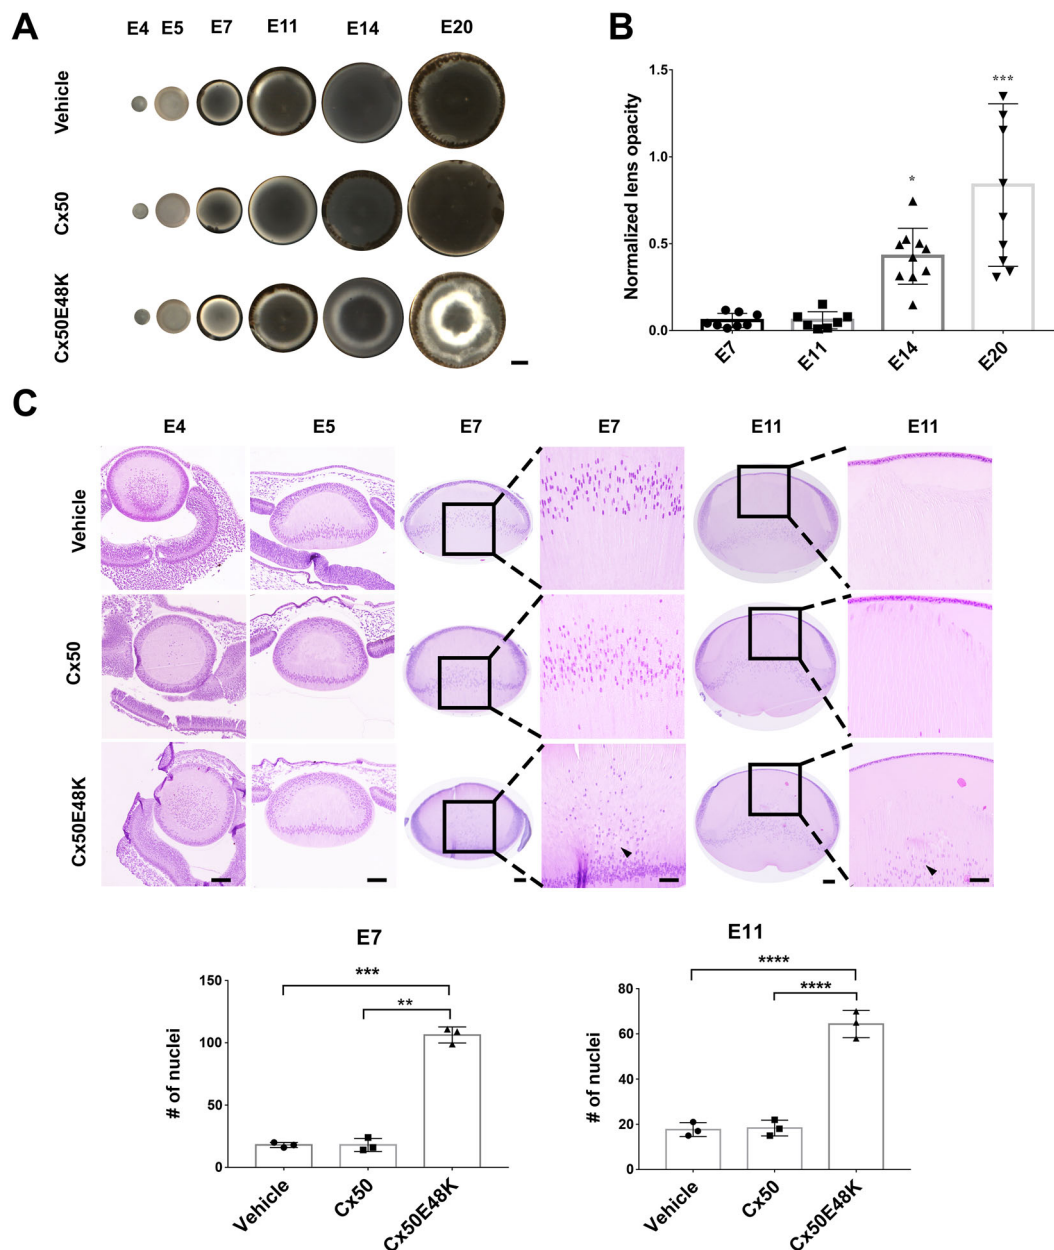 A
E4 E5 E7 E11 E14 E20
Vehicle
Cx50
Cx50E48K
B
Normalized lens opacity
1.5
1.0
0.5
0.0
*
***
E7 E11 E14 E20
C
E4 E5 E7 E7 E11 E11
Vehicle
Cx50
Cx50E48K
E7
# of nuclei
150
100
50
0
***
**
Vehicle Cx50 Cx50E48K
E11
# of nuclei
80
60
40
20
0
****
****
Vehicle Cx50 Cx50E48K